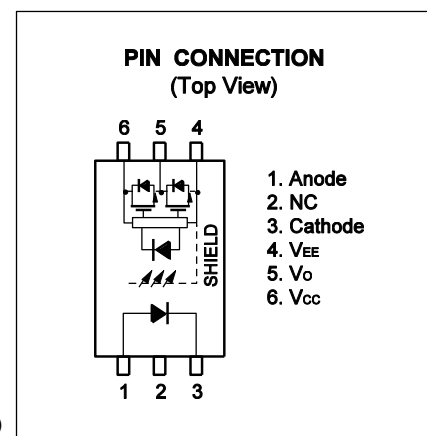 PIN CONNECTION
(Top View)
6 5 4
SHIELD
1 2 3
1. Anode
2. NC
3. Cathode
4. VEE
5. Vo
6. Vcc
)